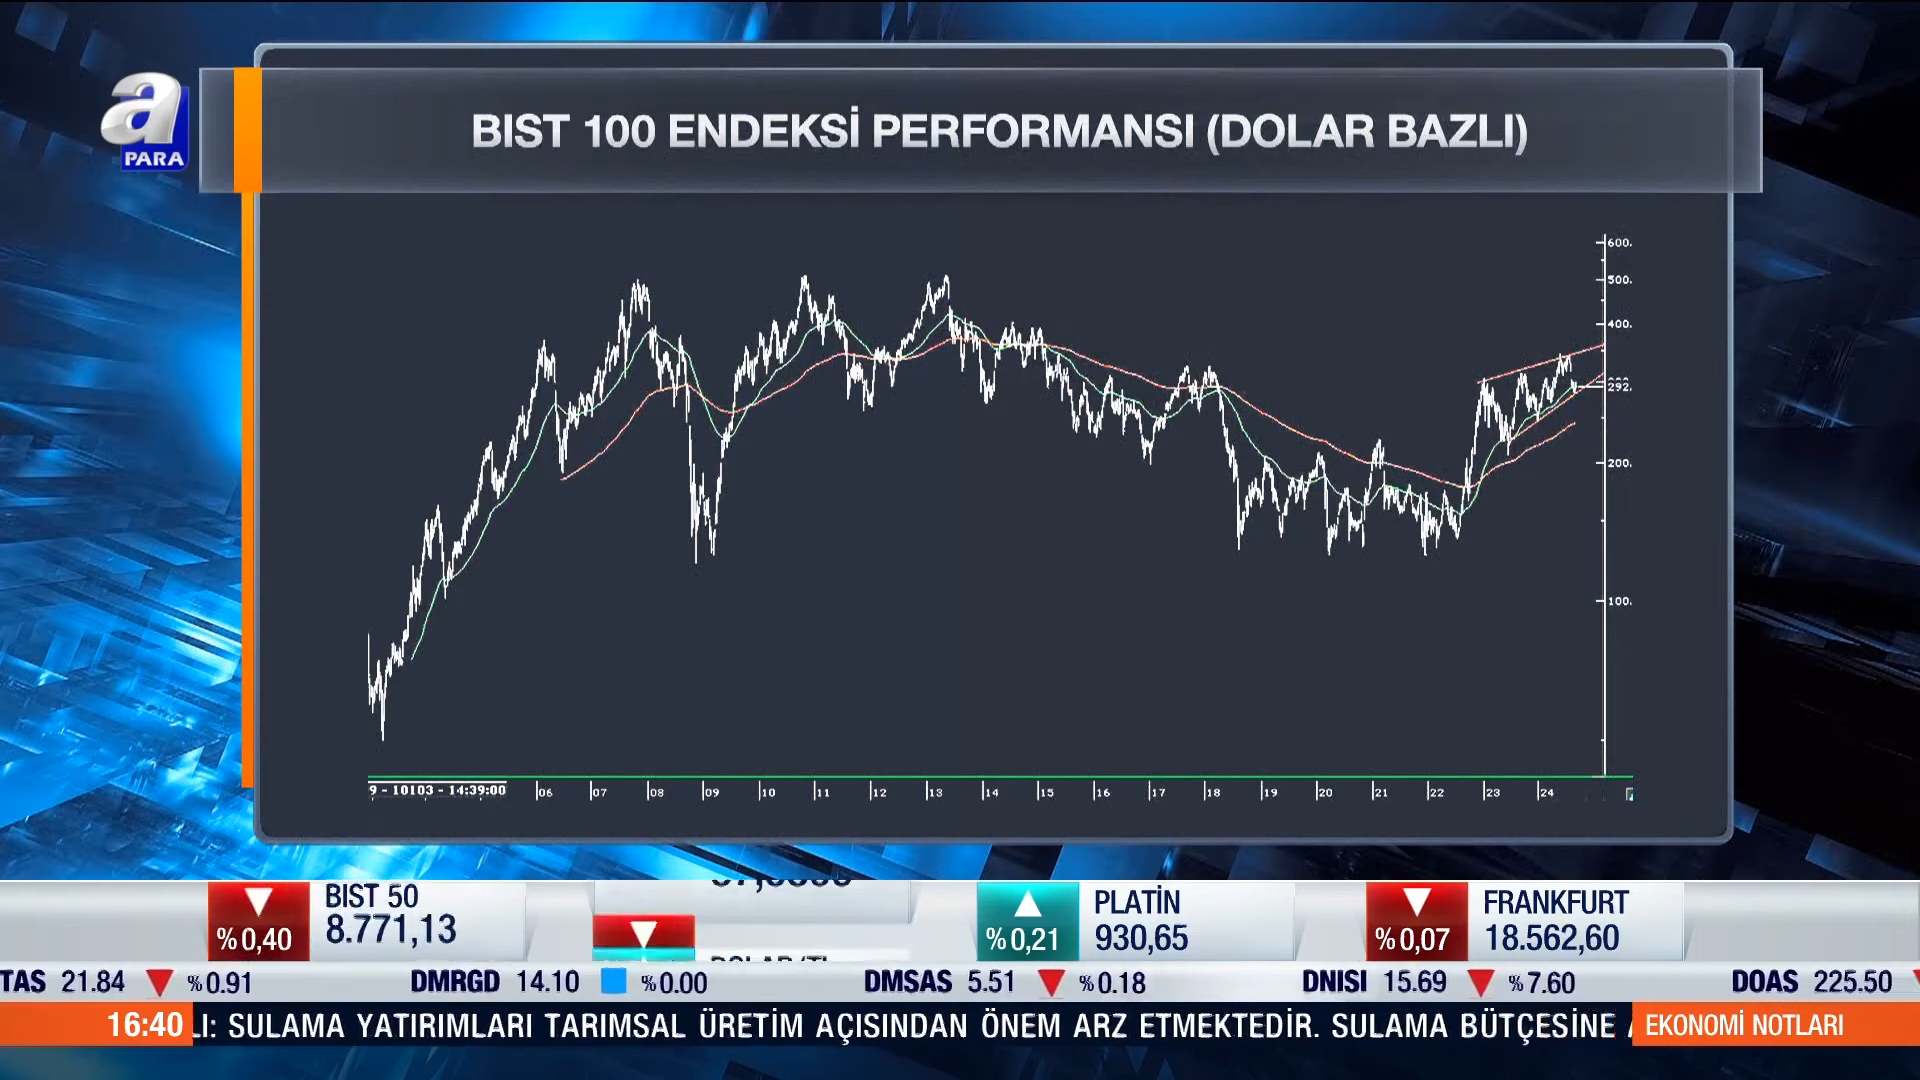 a
PARA
BIST 100 ENDEKSİ PERFORMANSI (DOLAR BAZLI)
600.
500.
400.
292.
200.
100.
9 - 10103 - 14:39:00
06 07 08 09 10 11 12 13 14 15 16 17 18 19 20 21 22 23 24
%0,40
BIST 50
8.771,13
%0,21
PLATİN
930,65
%0,07
FRANKFURT
18.562,60
TAS 21.84 %0.91 DMRGD 14.10 %0.00 DMSAS 5.51 %0.18 DNISI 15.69 %7.60 DOAS 225.50
16:40 LI: SULAMA YATIRIMLARI TARIMSAL ÜRETİM AÇISINDAN ÖNEM ARZ ETMEKTEDİR. SULAMA BÜTÇESİNE EKONOMİ NOTLARI